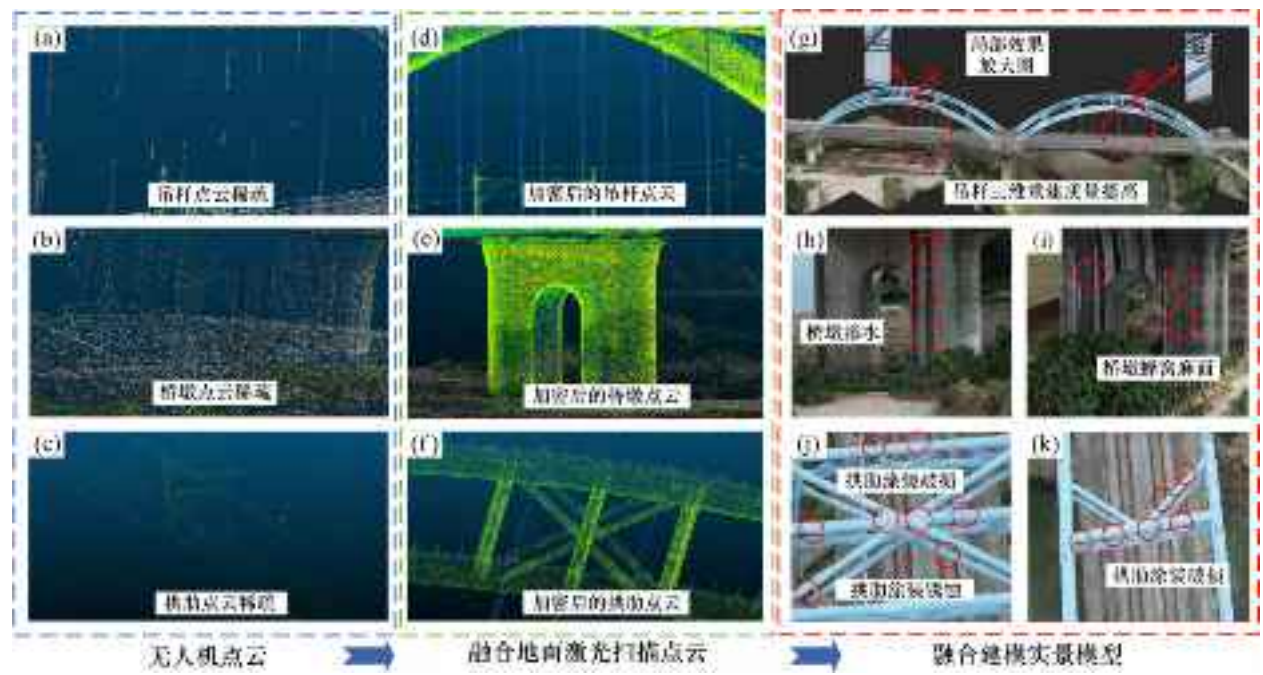 (a)
吊杆点云稀疏
(b)
桥墩点云稀疏
(c)
拱肋点云稀疏
(d)
加密后的吊杆点云
(e)
加密后的桥墩点云
(f)
加密后的拱肋点云
(g)
局部效果
放大图
吊杆三维重建质量提高
(h)
桥墩渗水
(i)
桥墩蜂窝麻面
(j)
拱肋涂装破损
拱肋涂装锈蚀
(k)
拱肋涂装破损
无人机点云
融合地面激光扫描点云
融合建模实景模型